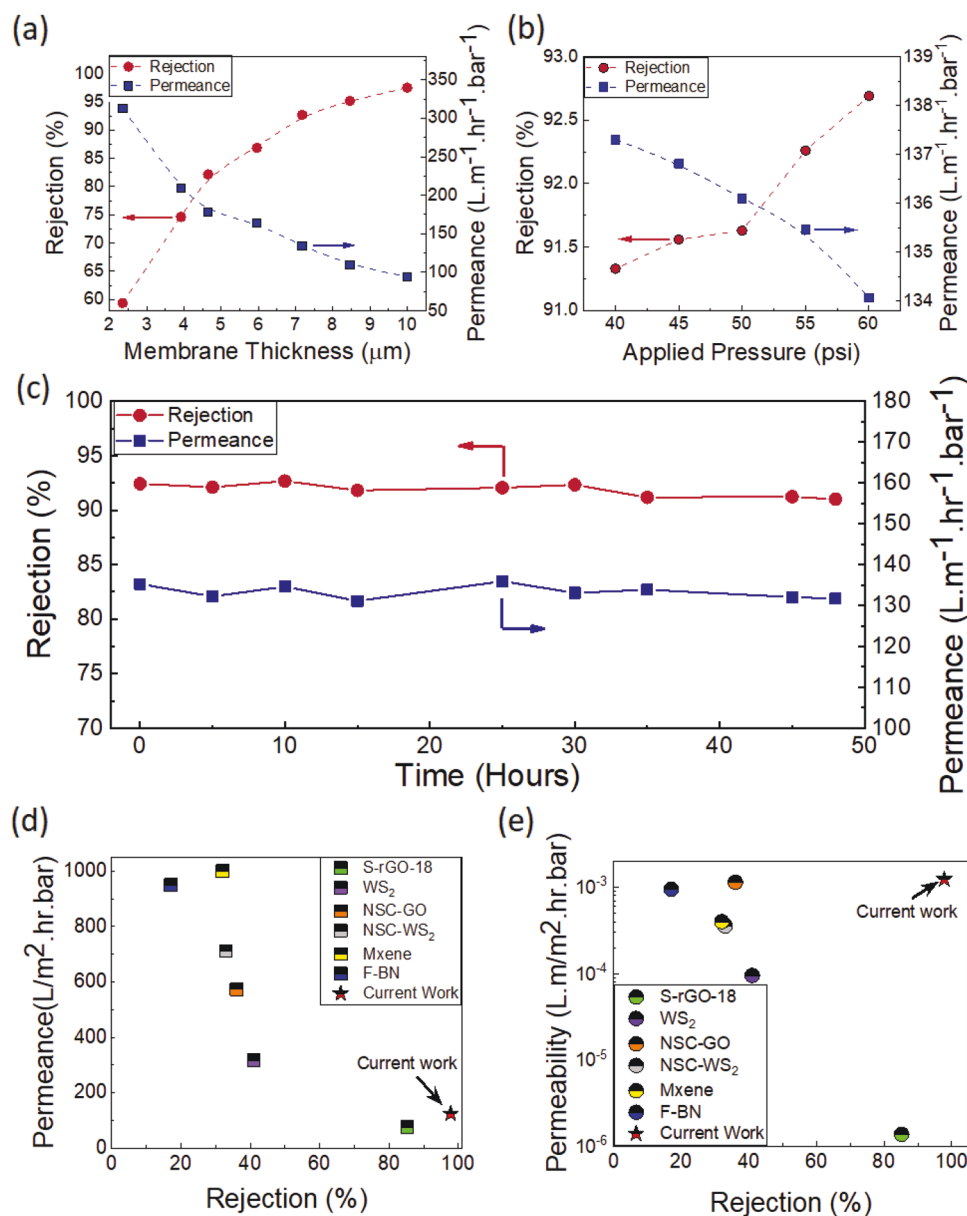 (a)
Rejection
Permeance
Rejection (%)
100
95
90
85
80
75
70
65
60
350
300
250
200
150
100
50
Permeance (L.m⁻¹.hr⁻¹.bar⁻¹)
2 3 4 5 6 7 8 9 10
Membrane Thickness (μm)
(b)
Rejection
Permeance
Rejection (%)
93.0
92.5
92.0
91.5
91.0
139
138
137
136
135
134
Permeance (L.m⁻¹.hr⁻¹.bar⁻¹)
40 45 50 55 60
Applied Pressure (psi)
(c)
Rejection
Permeance
Rejection (%)
100
95
90
85
80
75
70
180
170
160
150
140
130
120
110
100
Permeance (L.m⁻¹.hr⁻¹.bar⁻¹)
0 10 20 30 40 50
Time (Hours)
(d)
Permeance(L/m².hr.bar)
1000
800
600
400
200
0
S-rGO-18
WS₂
NSC-GO
NSC-WS₂
Mxene
F-BN
Current Work
Current work
0 20 40 60 80 100
Rejection (%)
(e)
Permeability (L.m/m².hr.bar)
10⁻³
10⁻⁴
10⁻⁵
10⁻⁶
Current work
S-rGO-18
WS₂
NSC-GO
NSC-WS₂
Mxene
F-BN
Current Work
0 20 40 60 80 100
Rejection (%)